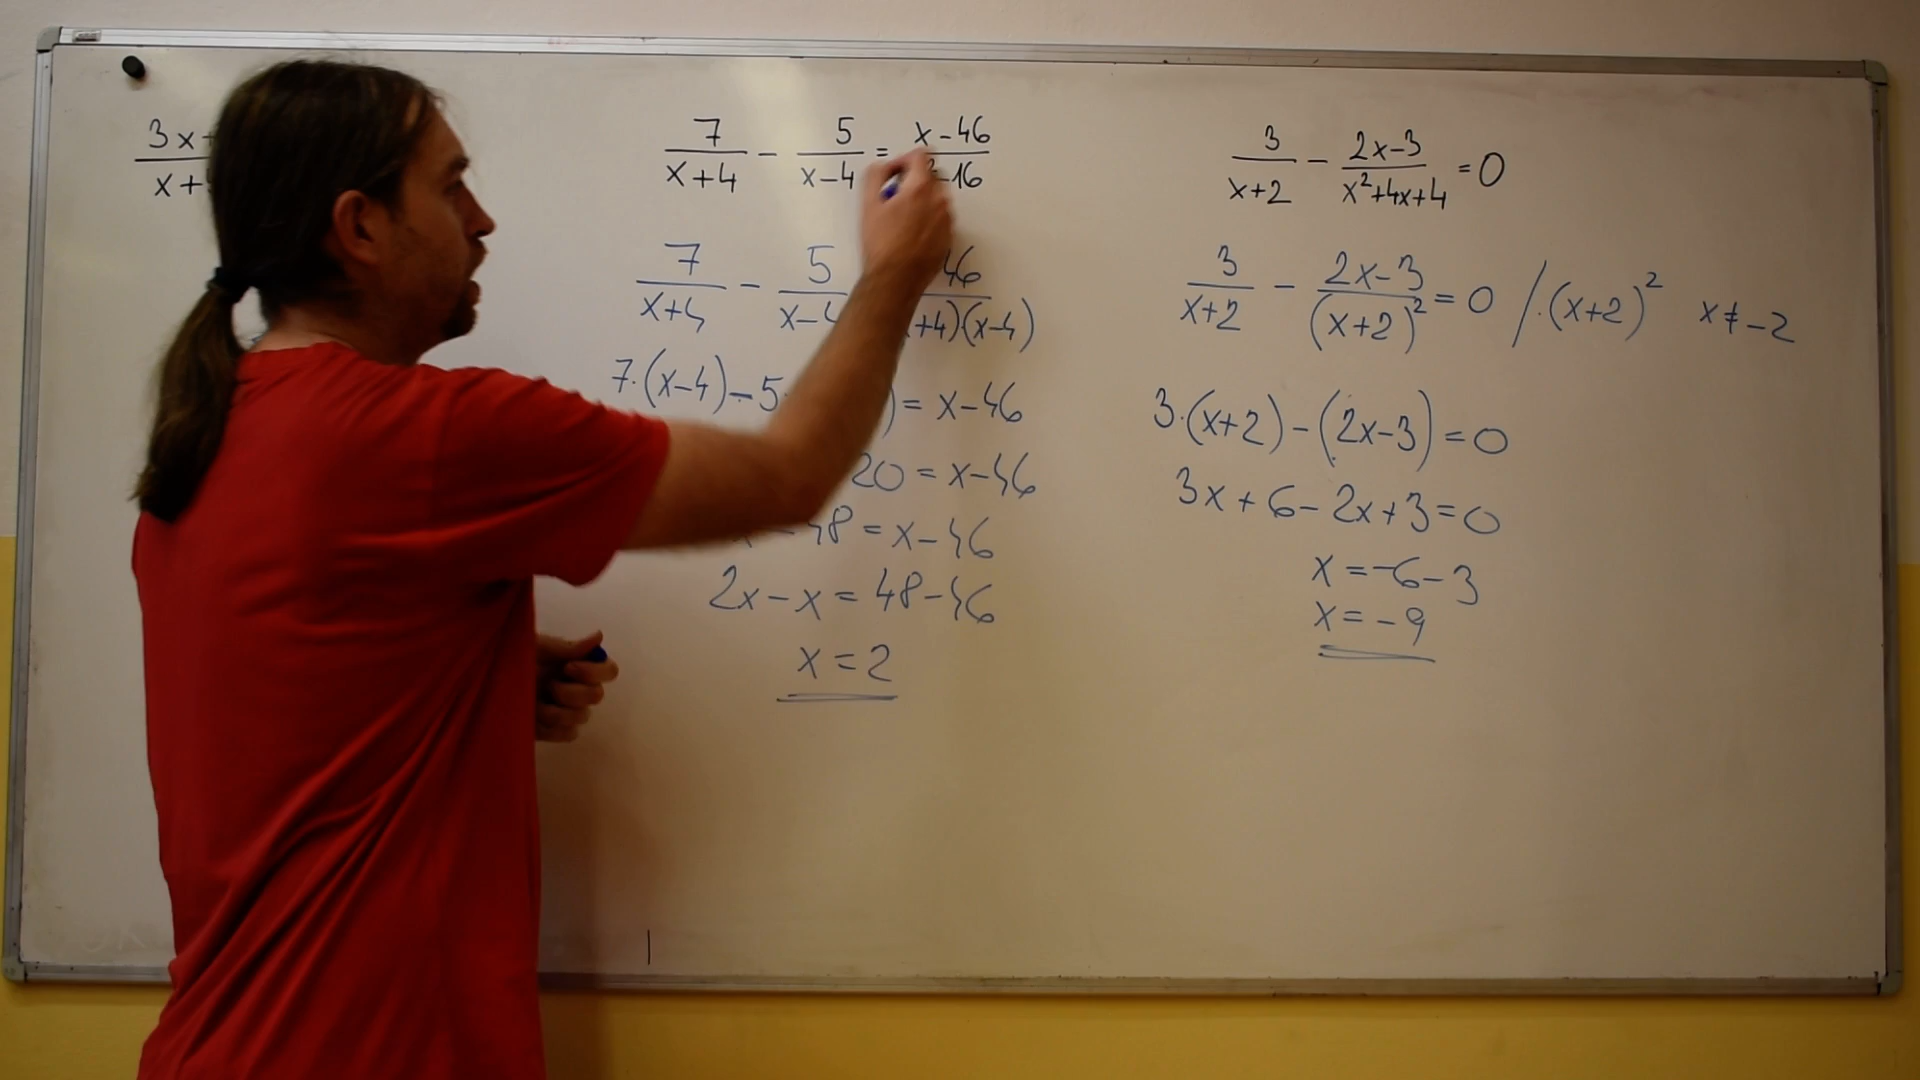 3x+
x+
7/(x+4) - 5/(x-4) = (x-46)/ -16
7/(x+4) - 5/(x-4 46/ +4)(x-4)
7·(x-4)-5· ) = x-46
20 = x-46
-48 = x-46
2x-x = 48-46
x = 2
3/(x+2) - (2x-3)/(x²+4x+4) = 0
3/(x+2) - (2x-3)/(x+2)² = 0 /·(x+2)² x≠-2
3·(x+2)-(2x-3) = 0
3x+6-2x+3=0
x = -6-3
x = -9